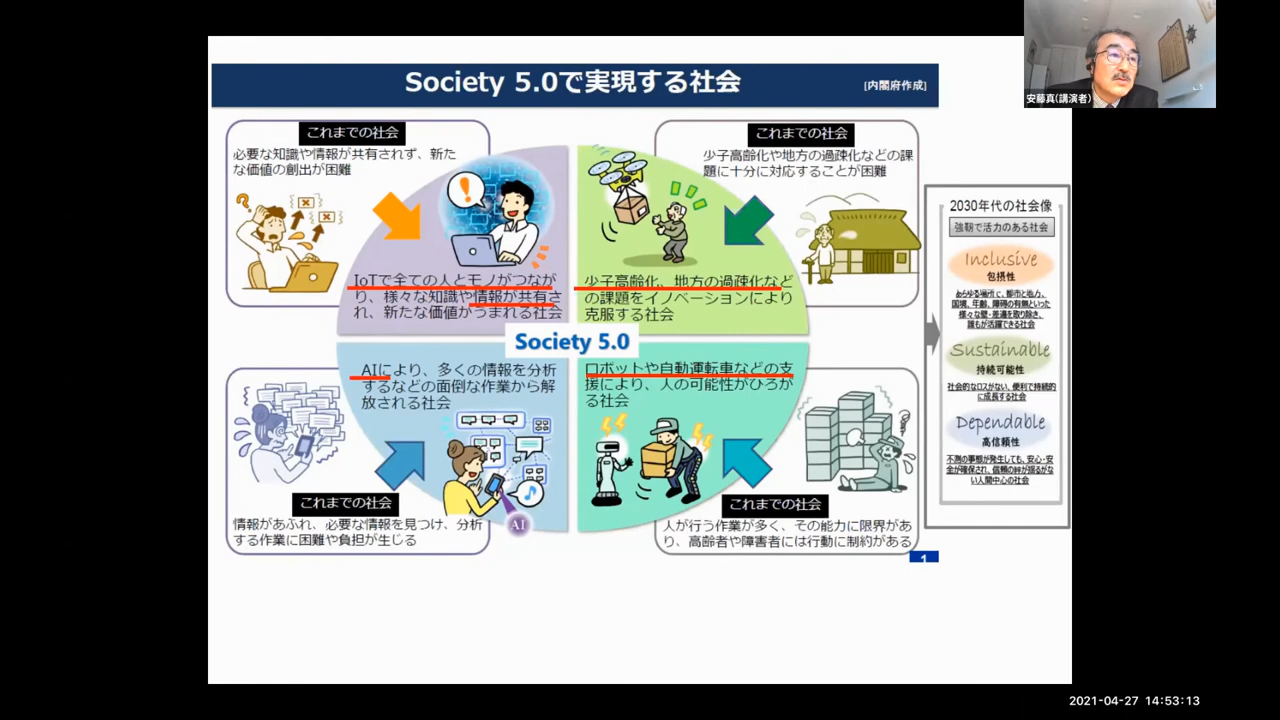 Society 5.0で実現する社会
[内閣府作成]
安藤真(講演者)
これまでの社会
必要な知識や情報が共有されず、新た
な価値の創出が困難
これまでの社会
少子高齢化や地方の過疎化などの課
題に十分に対応することが困難
IoTで全ての人とモノがつなが
り、様々な知識や情報が共有さ
れ、新たな価値がうまれる社会
少子高齢化、地方の過疎化など
の課題をイノベーションにより
克服する社会
Society 5.0
AIにより、多くの情報を分析
するなどの面倒な作業から解
放される社会
ロボットや自動運転車などの支
援により、人の可能性がひろが
る社会
AI
これまでの社会
情報があふれ、必要な情報を見つけ、分析
する作業に困難や負担が生じる
これまでの社会
人が行う作業が多く、その能力に限界があ
り、高齢者や障害者には行動に制約がある
2030年代の社会像
強靭で活力のある社会
Inclusive
包摂性
あらゆる場所で、都市と地方、
国境、年齢、障碍の有無といった
様々な壁・差違を取り除き、
誰もが活躍できる社会
Sustainable
持続可能性
社会的なロスがない、便利で持続的
に成長する社会
Dependable
高信頼性
不測の事態が発生しても、安心・安
全が確保され、信頼の絆が揺るがな
い人間中心の社会
1
2021-04-27 14:53:13